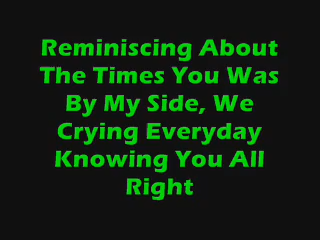 Reminiscing About
The Times You Was
By My Side, We
Crying Everyday
Knowing You All
Right